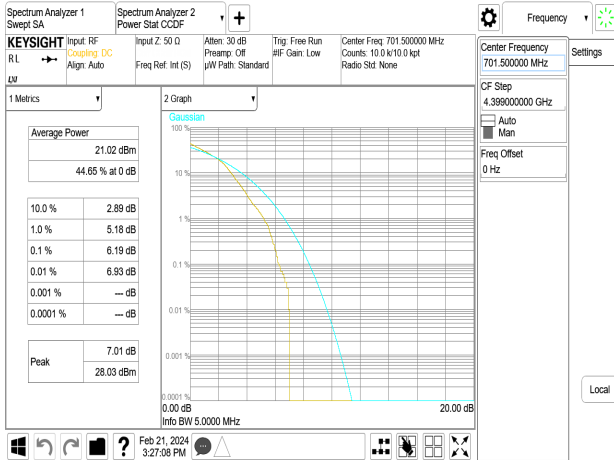 Spectrum Analyzer 1
Swept SA
Spectrum Analyzer 2
Power Stat CCDF
+
Frequency
KEYSIGHT
RL
Input: RF
Coupling: DC
Align: Auto
Input Z: 50 Ω
Freq Ref: Int (S)
Atten: 30 dB
Preamp: Off
µW Path: Standard
Trig: Free Run
#IF Gain: Low
Center Freq: 701.500000 MHz
Counts: 10.0 k/10.0 kpt
Radio Std: None
Center Frequency
701.500000 MHz
Settings
CF Step
4.399000000 GHz
Auto
Man
Freq Offset
0 Hz
Local
1 Metrics
Average Power
21.02 dBm
44.65 % at 0 dB
10.0 % 2.89 dB
1.0 % 5.18 dB
0.1 % 6.19 dB
0.01 % 6.93 dB
0.001 % --- dB
0.0001 % --- dB
Peak
7.01 dB
28.03 dBm
2 Graph
Gaussian
100 %
10 %
1 %
0.1 %
0.01 %
0.001 %
0.0001 %
0.00 dB 20.00 dB
Info BW 5.0000 MHz
?
Feb 21, 2024
3:27:08 PM